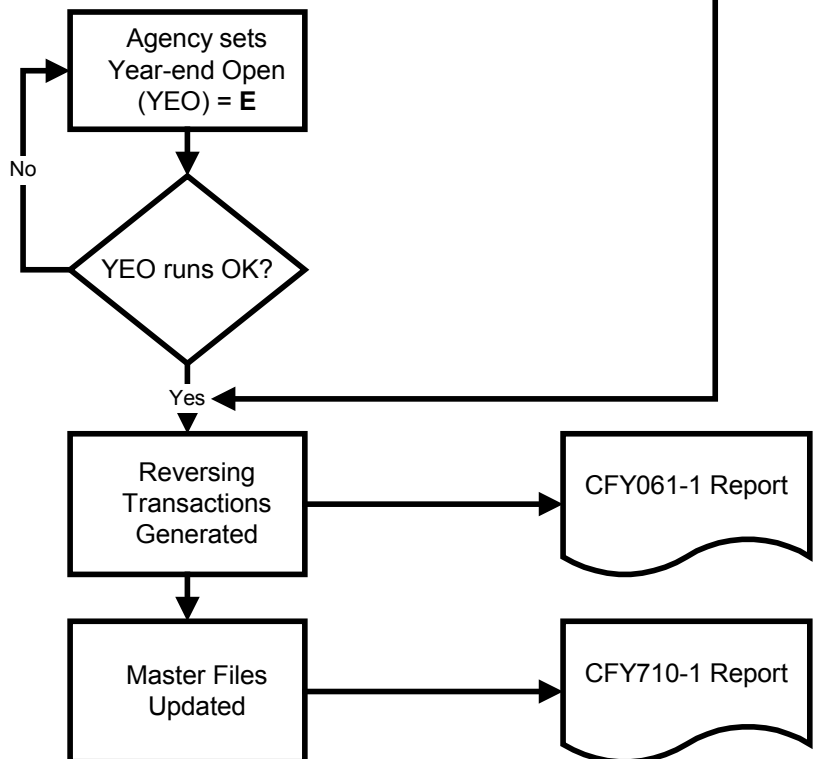 Agency sets
Year-end Open
(YEO) = E
No
YEO runs OK?
Yes
Reversing
Transactions
Generated
CFY061-1 Report
Master Files
Updated
CFY710-1 Report